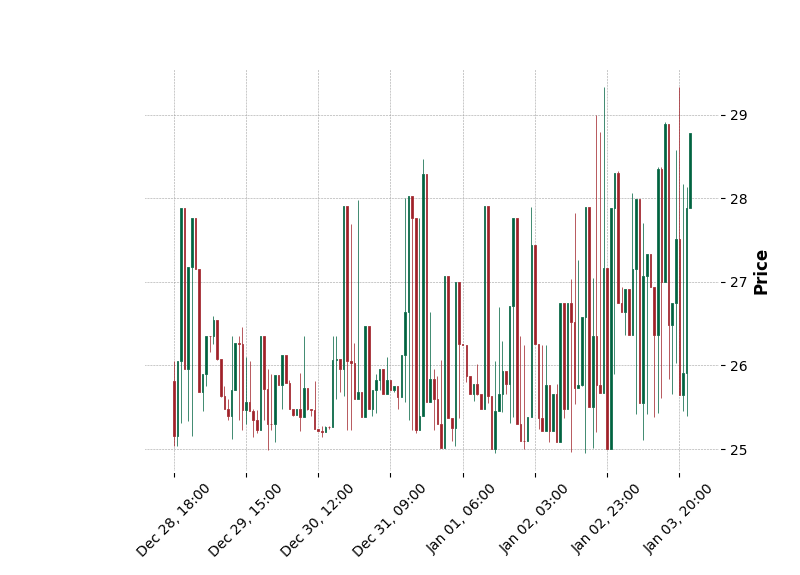 29
28
27
26
25
Price
Dec 28, 18:00
Dec 29, 15:00
Dec 30, 12:00
Dec 31, 09:00
Jan 01, 06:00
Jan 02, 03:00
Jan 02, 23:00
Jan 03, 20:00